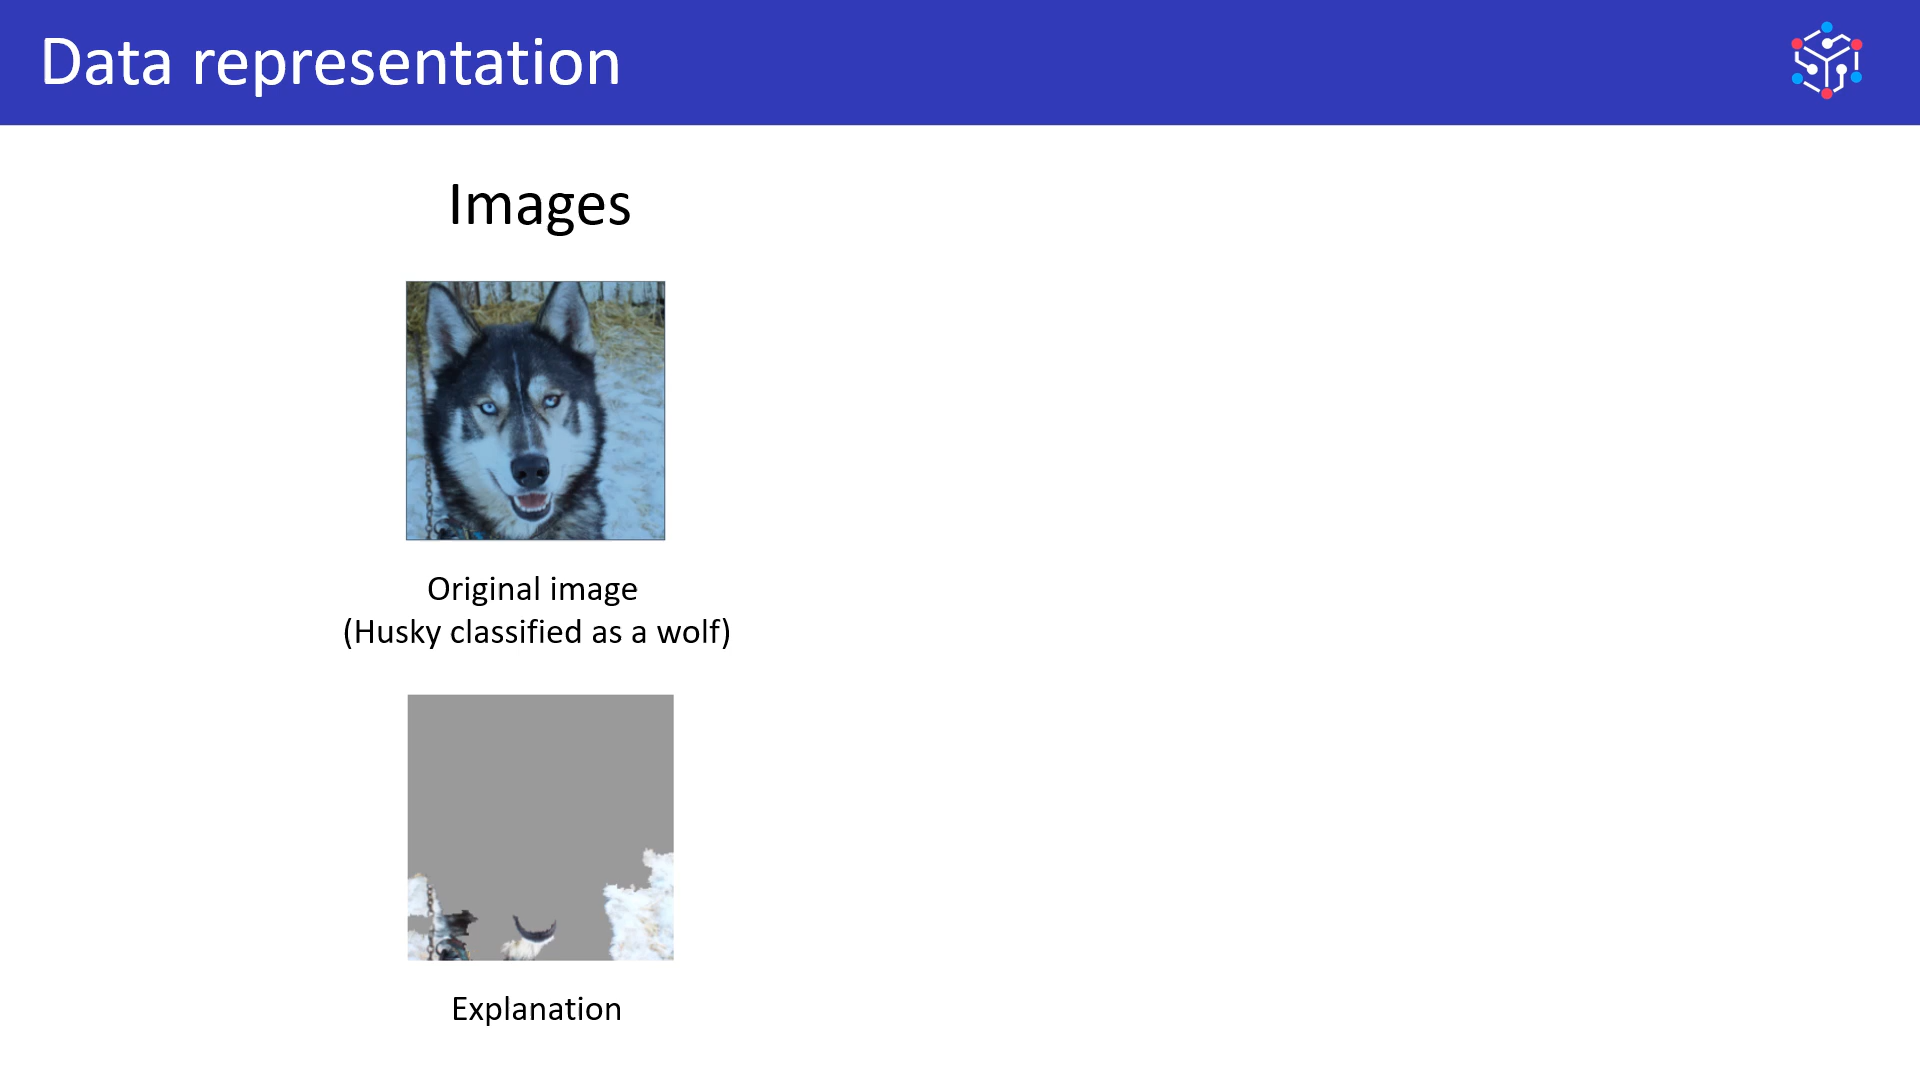 Data representation
Images
Original image
(Husky classified as a wolf)
Explanation